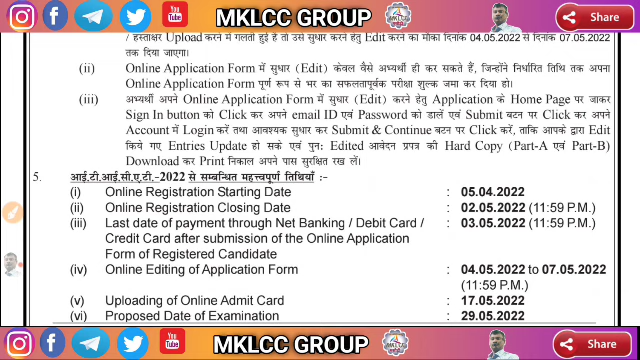 MKLCC GROUP
Share
/ हस्ताक्षर Upload करने में गलती हुई है तो उसे सुधार करने हेतु Edit करने का मौका दिनांक 04.05.2022 से दिनांक 07.05.2022
तक दिया जाएगा।
(ii) Online Application Form में सुधार (Edit) केवल वैसे अभ्यर्थी ही कर सकते हैं, जिन्होंने निर्धारित तिथि तक अपना
Online Application Form पूर्ण रूप से भर का सफलतापूर्वक परीक्षा शुल्क जमा कर दिया हो।
(iii) अभ्यर्थी अपने Online Application Form में सुधार (Edit) करने हेतु Application के Home Page पर जाकर
Sign In button को Click कर अपने email ID एवं Password को डालें एवं Submit बटन पर Click कर अपने
Account में Login करें तथा आवश्यक सुधार कर Submit & Continue बटन पर Click करें, ताकि आपके द्वारा Edit
किये गए Entries Update हो सके एवं पुनः Edited आवेदन प्रपत्र की Hard Copy (Part-A एवं Part-B)
Download कर Print निकाल अपने पास सुरक्षित रख लें।
5. आई.टी.आई.सी.ए.टी.-2022 से सम्बन्धित महत्त्वपूर्ण तिथियाँ :-
(i) Online Registration Starting Date : 05.04.2022
(ii) Online Registration Closing Date : 02.05.2022 (11:59 P.M.)
(iii) Last date of payment through Net Banking / Debit Card / : 03.05.2022 (11:59 P.M.)
Credit Card after submission of the Online Application
Form of Registered Candidate
(iv) Online Editing of Application Form : 04.05.2022 to 07.05.2022
(11:59 P.M.)
(v) Uploading of Online Admit Card : 17.05.2022
(vi) Proposed Date of Examination : 29.05.2022
MKLCC GROUP
Share